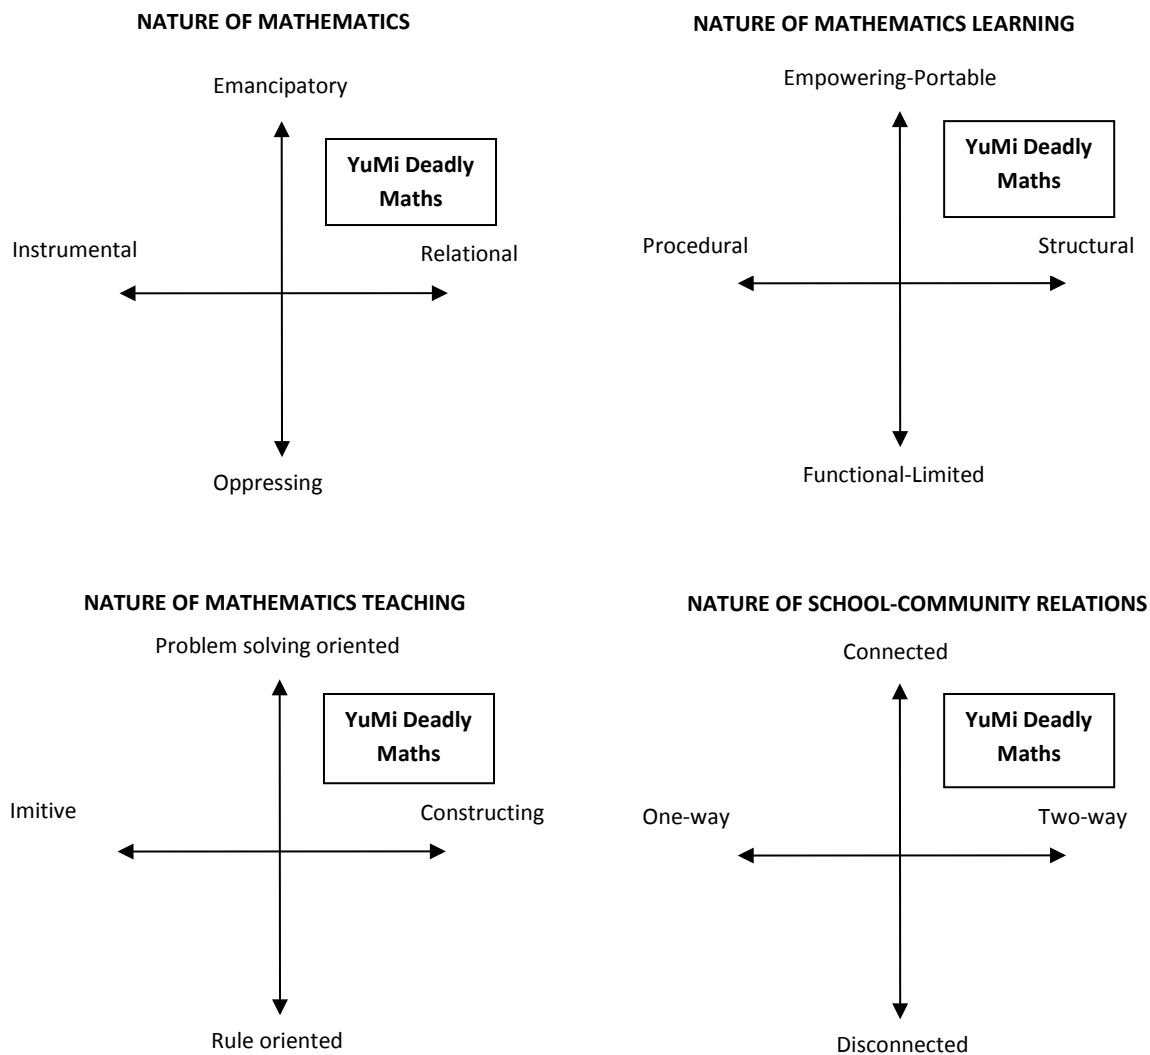 NATURE OF MATHEMATICS
Emancipatory
YuMi Deadly
Maths
Instrumental
Relational
Oppressing
NATURE OF MATHEMATICS LEARNING
Empowering-Portable
YuMi Deadly
Maths
Procedural
Structural
Functional-Limited
NATURE OF MATHEMATICS TEACHING
Problem solving oriented
YuMi Deadly
Maths
Imitive
Constructing
Rule oriented
NATURE OF SCHOOL-COMMUNITY RELATIONS
Connected
YuMi Deadly
Maths
One-way
Two-way
Disconnected